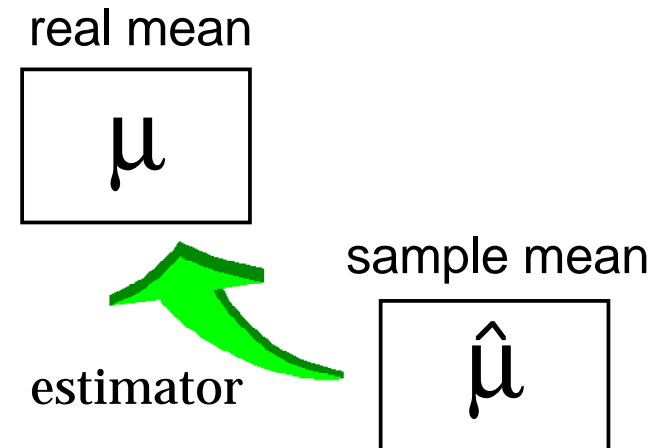 real mean
μ
sample mean
μ̂
estimator